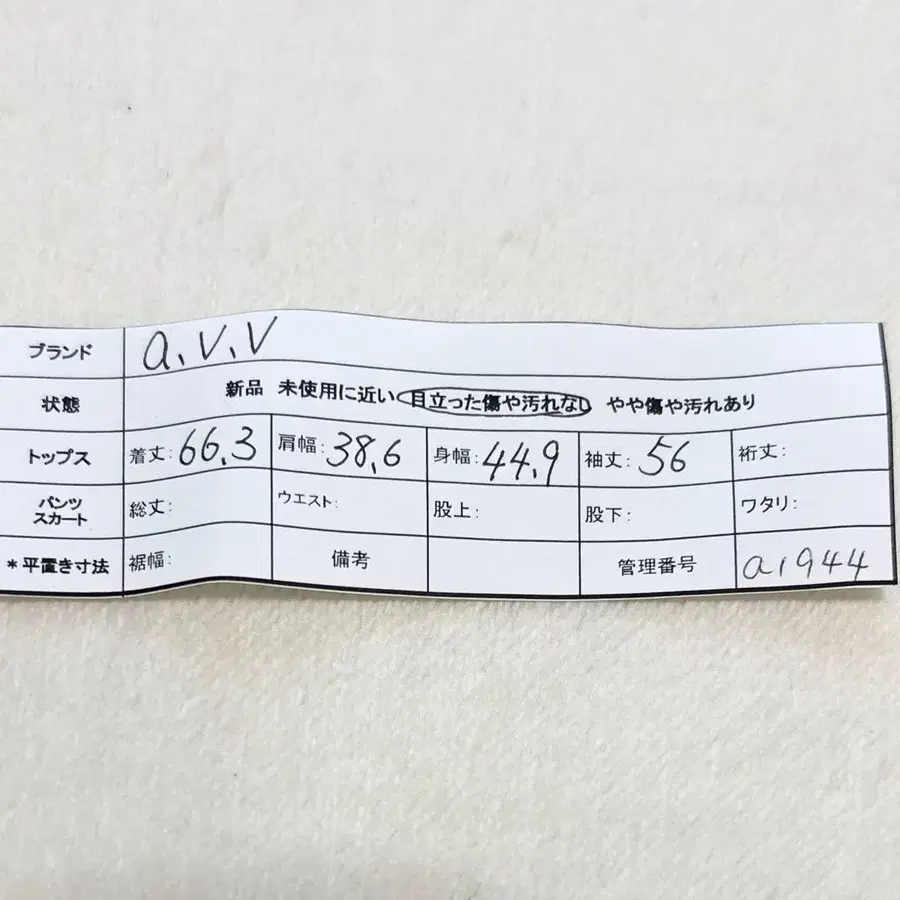 ブランド a.v.v
状態 新品 未使用に近い 目立った傷や汚れなし やや傷や汚れあり
トップス 着丈: 66.3 肩幅: 38.6 身幅: 44.9 袖丈: 56 裄丈:
パンツ
スカート 総丈: ウエスト: 股上: 股下: ワタリ:
*平置き寸法 裾幅: 備考 管理番号 a1944